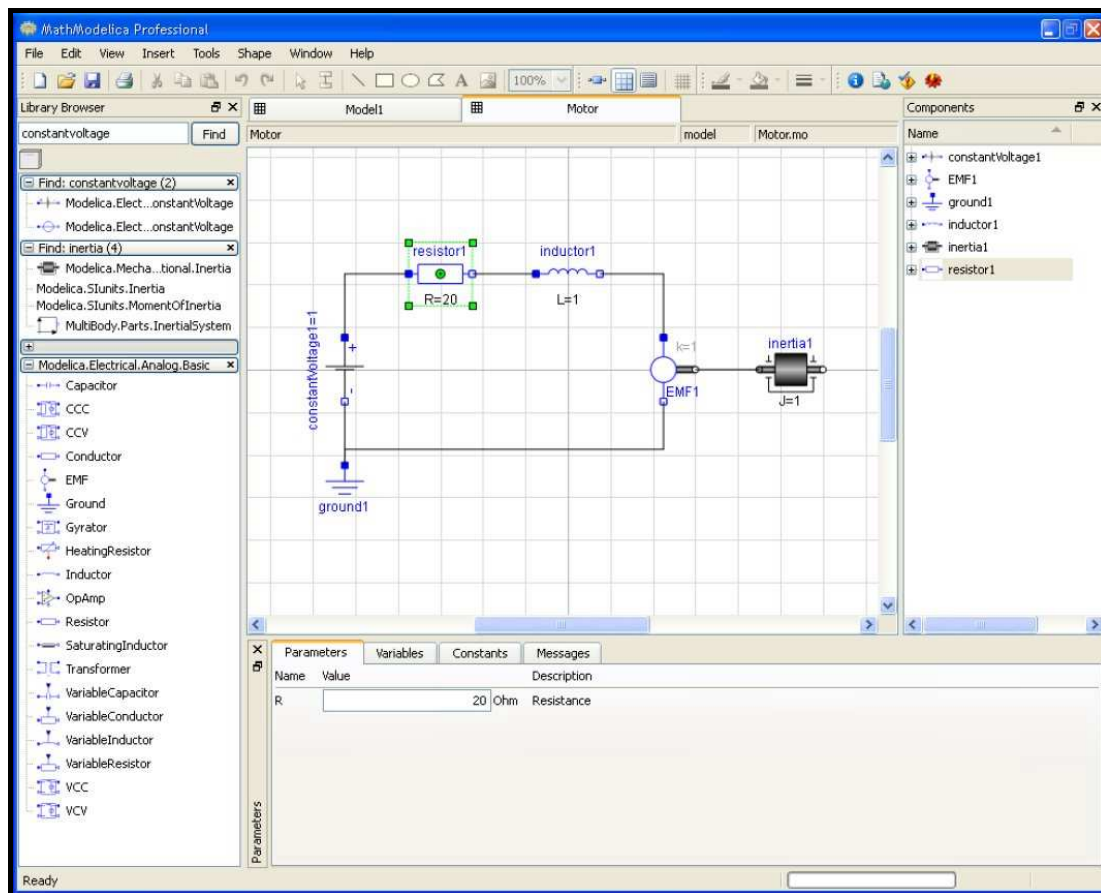 MathModelica Professional
File Edit View Insert Tools Shape Window Help
100%
Library Browser
constantvoltage Find
Find: constantvoltage (2)
Modelica.Elect...onstantVoltage
Modelica.Elect...onstantVoltage
Find: inertia (4)
Modelica.Mecha...tional.Inertia
Modelica.SIunits.Inertia
Modelica.SIunits.MomentOfInertia
MultiBody.Parts.InertialSystem
Modelica.Electrical.Analog.Basic
Capacitor
CCC
CCV
Conductor
EMF
Ground
Gyrator
HeatingResistor
Inductor
OpAmp
Resistor
SaturatingInductor
Transformer
VariableCapacitor
VariableConductor
VariableInductor
VariableResistor
VCC
VCV
Model1 Motor
Motor model Motor.mo
resistor1
R=20
inductor1
L=1
constantVoltage1=1
+
-
k=1
EMF1
inertia1
J=1
ground1
Components
Name
constantVoltage1
EMF1
ground1
inductor1
inertia1
resistor1
Parameters Variables Constants Messages
Name Value Description
R 20 Ohm Resistance
Parameters
Ready